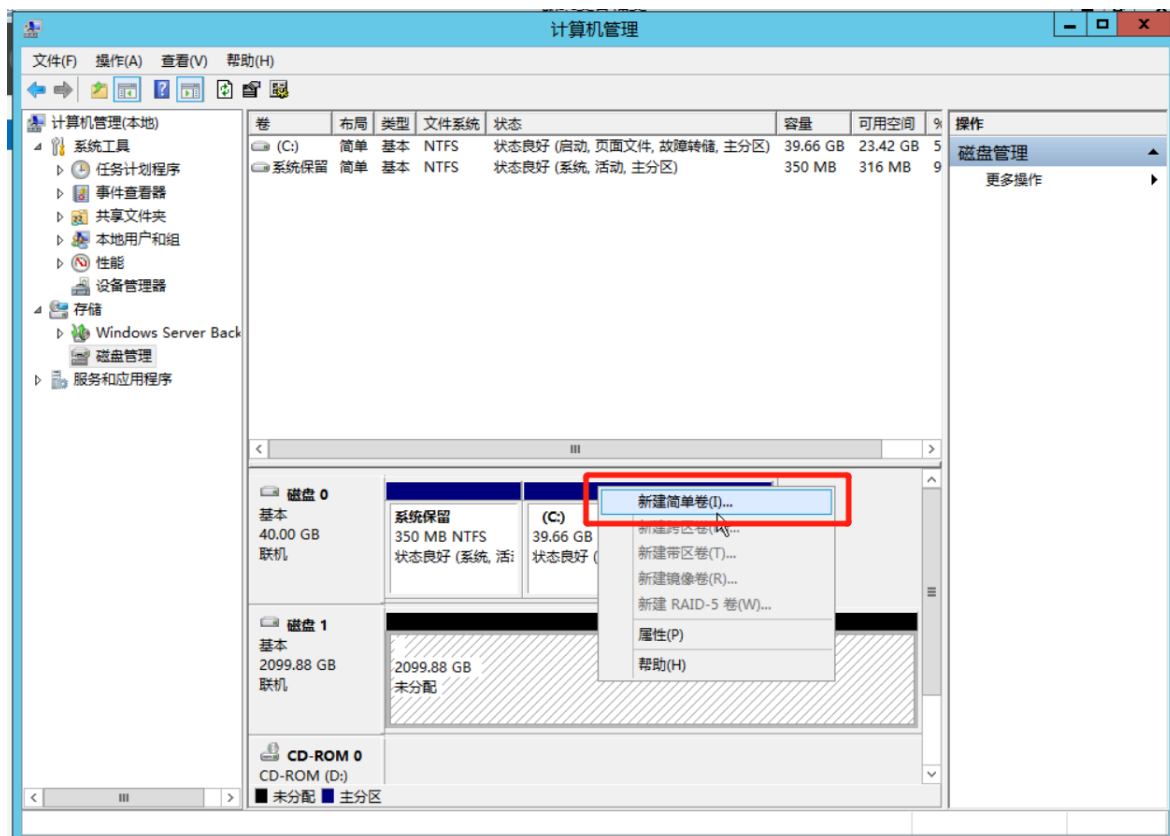 计算机管理
文件(F) 操作(A) 查看(V) 帮助(H)
计算机管理(本地)
系统工具
任务计划程序
事件查看器
共享文件夹
本地用户和组
性能
设备管理器
存储
Windows Server Back
磁盘管理
服务和应用程序
卷 布局 类型 文件系统 状态 容量 可用空间 %
(C:) 简单 基本 NTFS 状态良好 (启动, 页面文件, 故障转储, 主分区) 39.66 GB 23.42 GB 5
系统保留 简单 基本 NTFS 状态良好 (系统, 活动, 主分区) 350 MB 316 MB 9
操作
磁盘管理
更多操作
磁盘 0
基本
40.00 GB
联机
系统保留
350 MB NTFS
状态良好 (系统, 活
(C:)
39.66 GB
状态良好 (
新建简单卷(I)...
新建跨区卷
新建带区卷(T)...
新建镜像卷(R)...
新建 RAID-5 卷(W)...
属性(P)
帮助(H)
磁盘 1
基本
2099.88 GB
联机
2099.88 GB
未分配
CD-ROM 0
CD-ROM (D:)
未分配 主分区